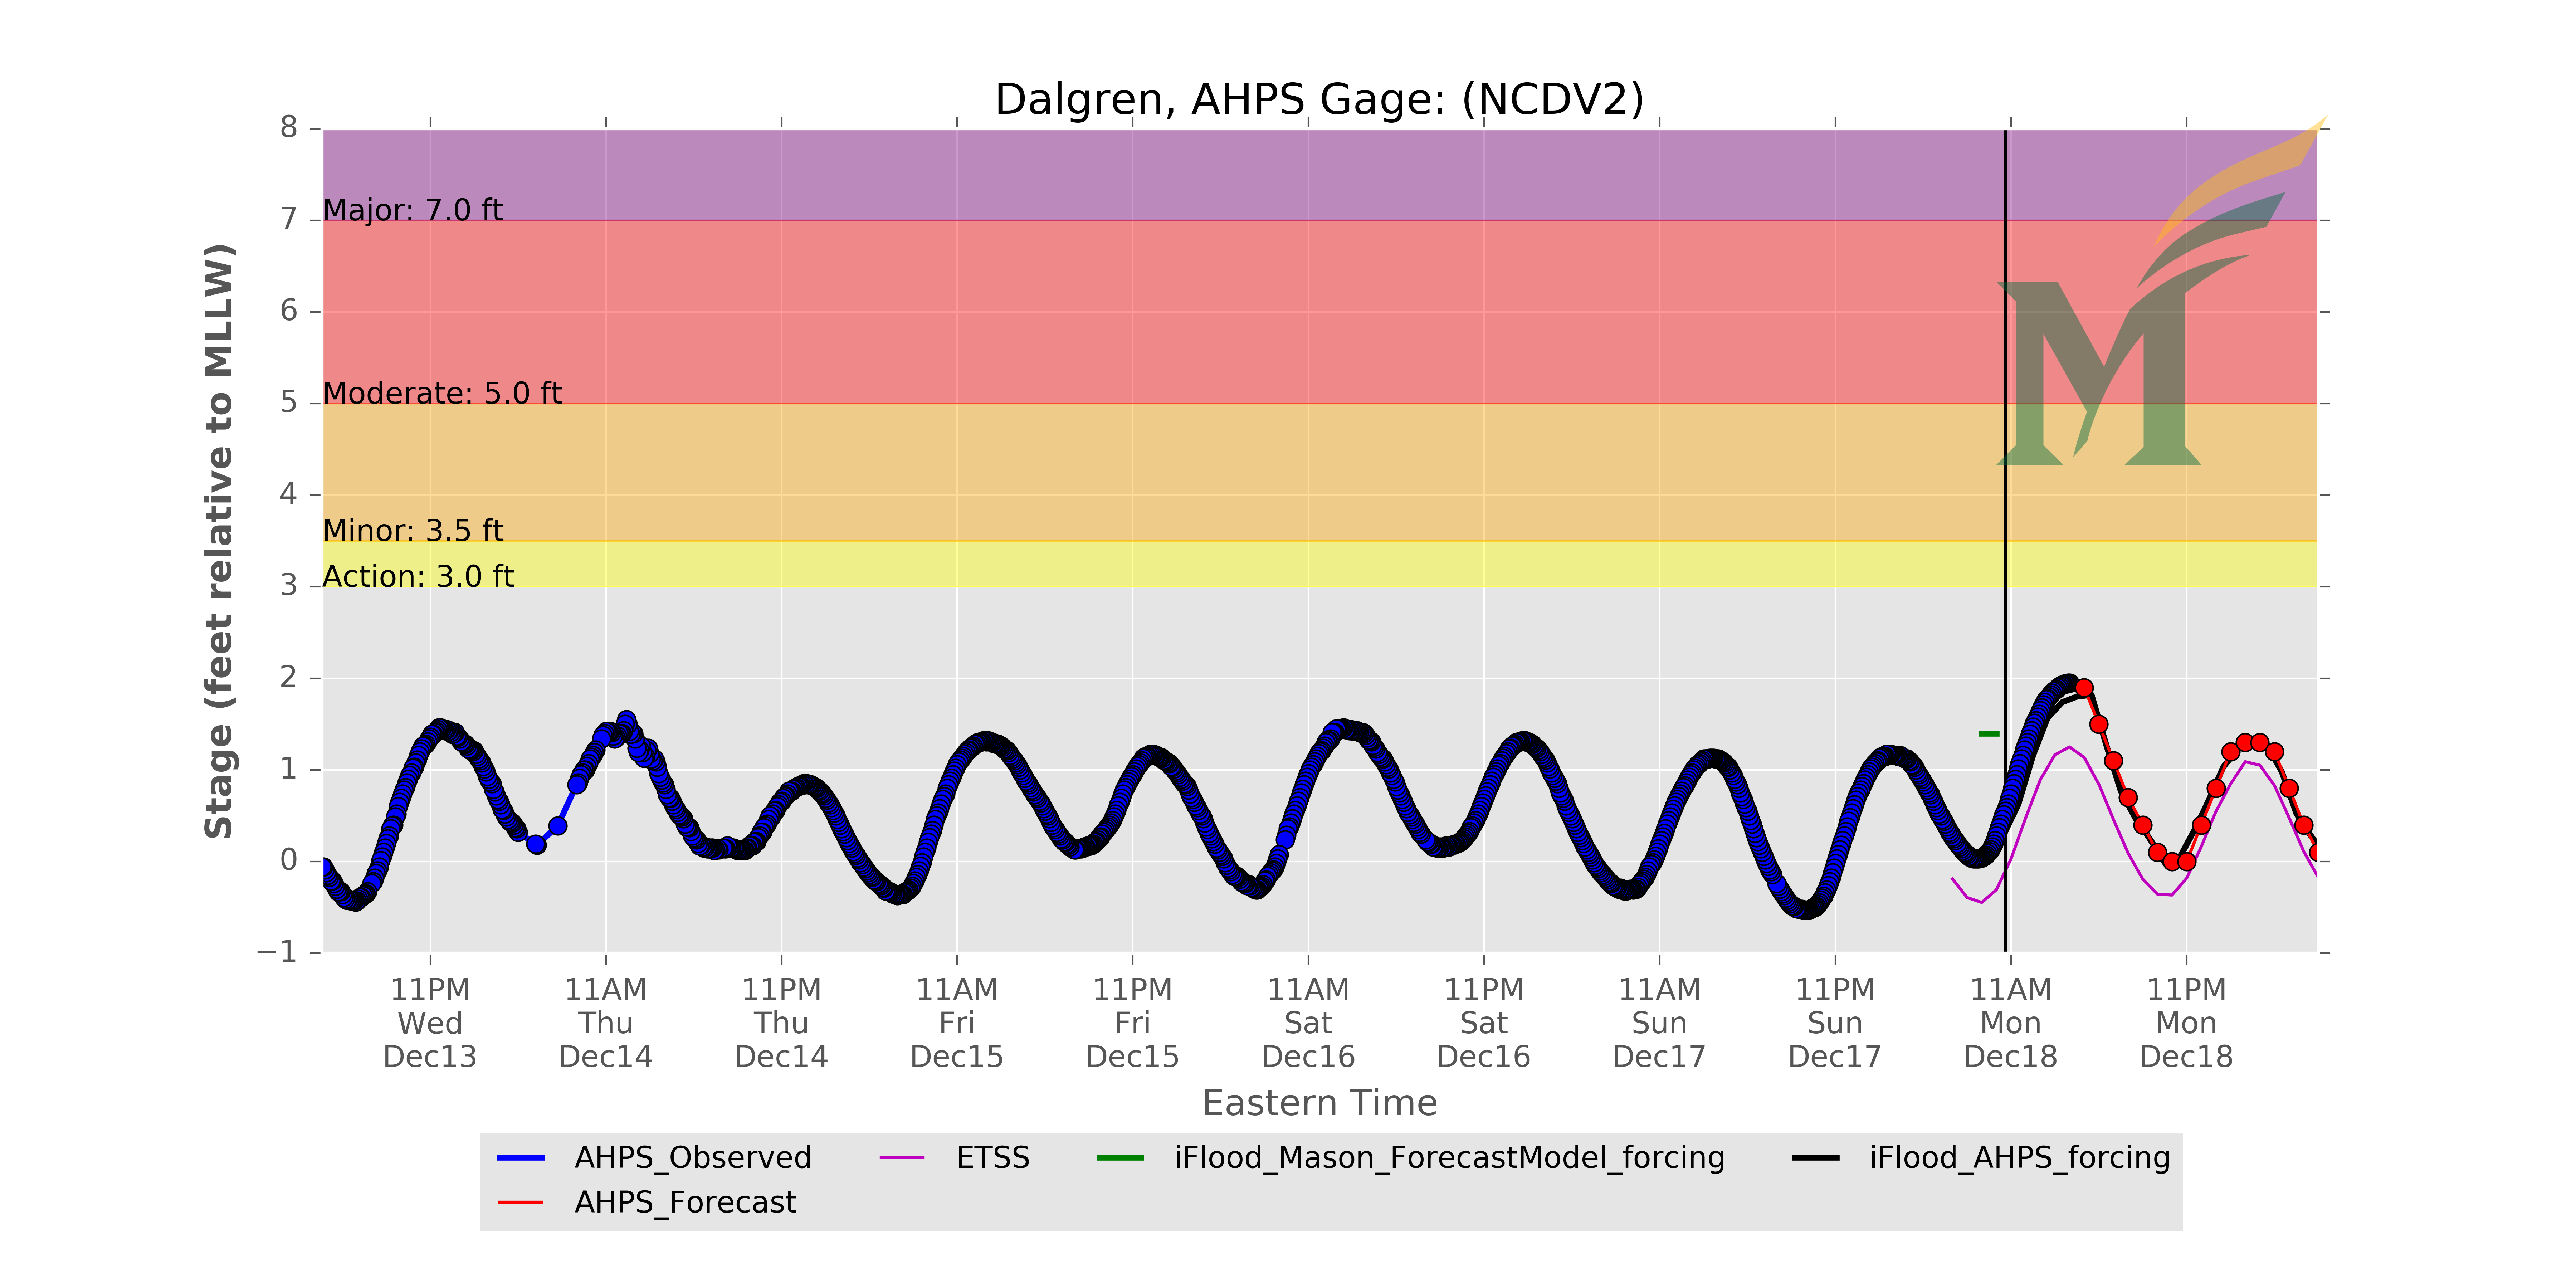 Dalgren, AHPS Gage: (NCDV2)
8
7
6
5
4
3
2
1
0
−1
Stage (feet relative to MLLW)
Major: 7.0 ft
Moderate: 5.0 ft
Minor: 3.5 ft
Action: 3.0 ft
M
11PM 11AM 11PM 11AM 11PM 11AM 11PM 11AM 11PM 11AM 11PM
Wed Thu Thu Fri Fri Sat Sat Sun Sun Mon Mon
Dec13 Dec14 Dec14 Dec15 Dec15 Dec16 Dec16 Dec17 Dec17 Dec18 Dec18
Eastern Time
AHPS_Observed ETSS iFlood_Mason_ForecastModel_forcing iFlood_AHPS_forcing
AHPS_Forecast